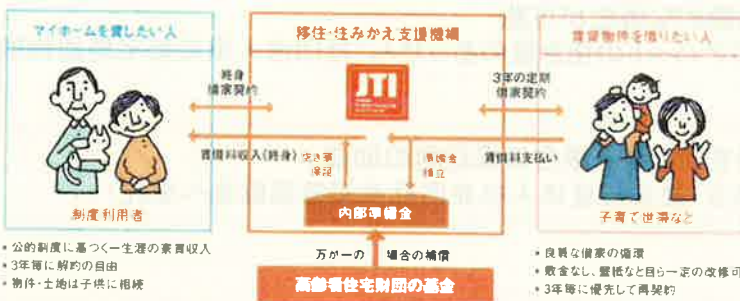 マイホームを貸したい人
移住・住みかえ支援機構
賃貸物件を借りたい人
JTI
終身
借家契約
3年の定期
借家契約
賃借料収入(終身)
空き家
保証
準備金
積立
賃借料支払い
内部準備金
制度利用者
子育て世帯など
• 公的制度に基づく一生涯の家賃収入
• 3年毎に解約の自由
• 物件・土地は子供に相続
万が一の 場合の補償
高齢者住宅財団の基金
• 良質な借家の循環
• 敷金なし、壁紙など自ら一定の改修可
• 3年毎に優先して再契約